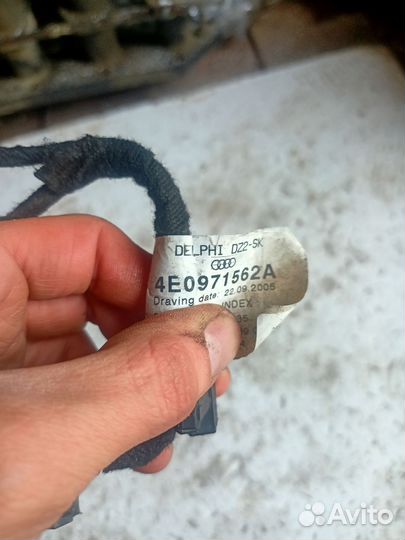 DELPHI DZ2-SK
4E0971562A
Draving date: 22.09.2005
INDEX
Avito